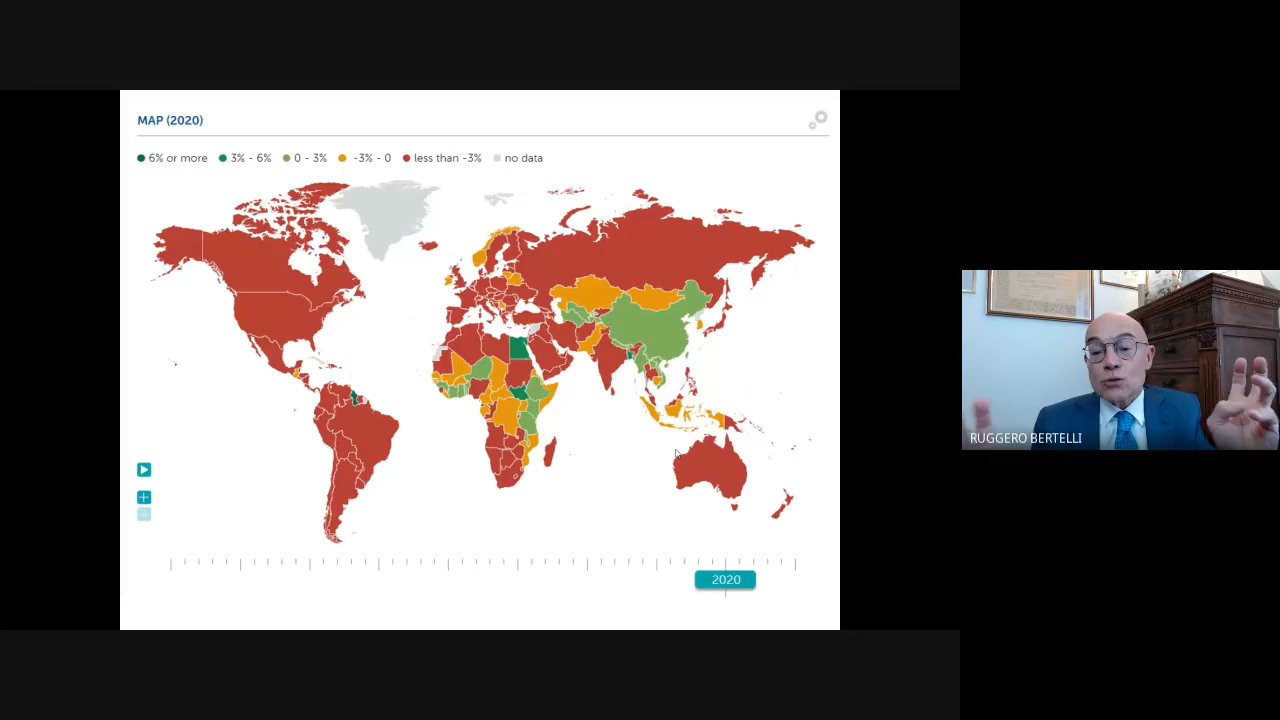 MAP (2020)
6% or more 3% - 6% 0 - 3% -3% - 0 less than -3% no data
2020
RUGGERO BERTELLI